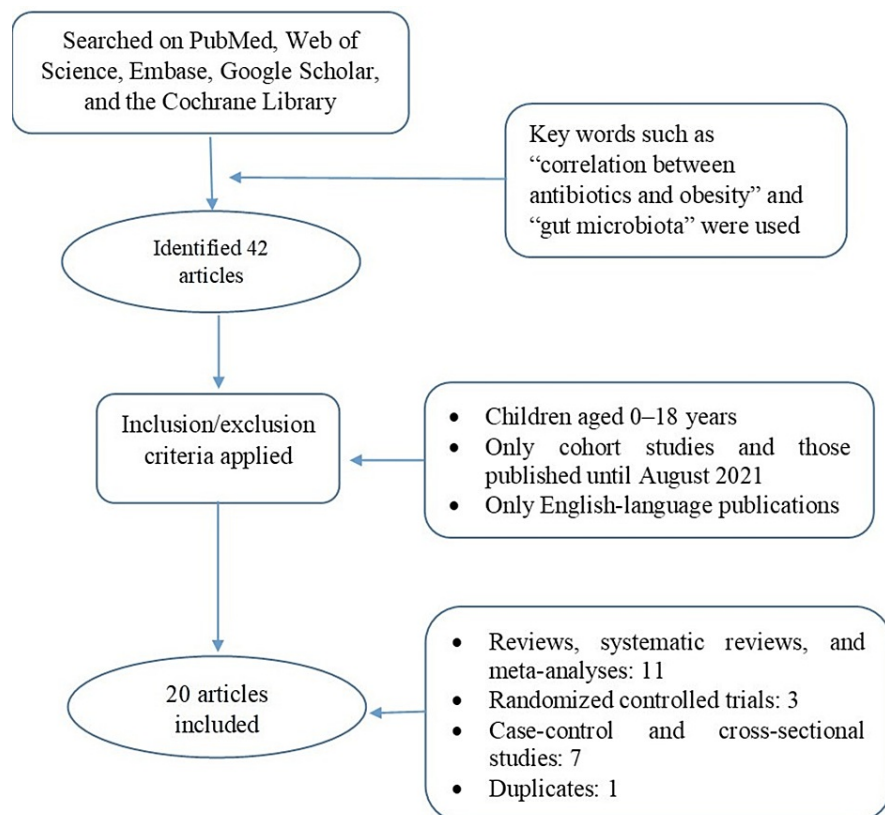 Searched on PubMed, Web of
Science, Embase, Google Scholar,
and the Cochrane Library
Key words such as
“correlation between
antibiotics and obesity” and
“gut microbiota” were used
Identified 42
articles
Inclusion/exclusion
criteria applied
• Children aged 0–18 years
• Only cohort studies and those
published until August 2021
• Only English-language publications
20 articles
included
• Reviews, systematic reviews, and
meta-analyses: 11
• Randomized controlled trials: 3
• Case-control and cross-sectional
studies: 7
• Duplicates: 1